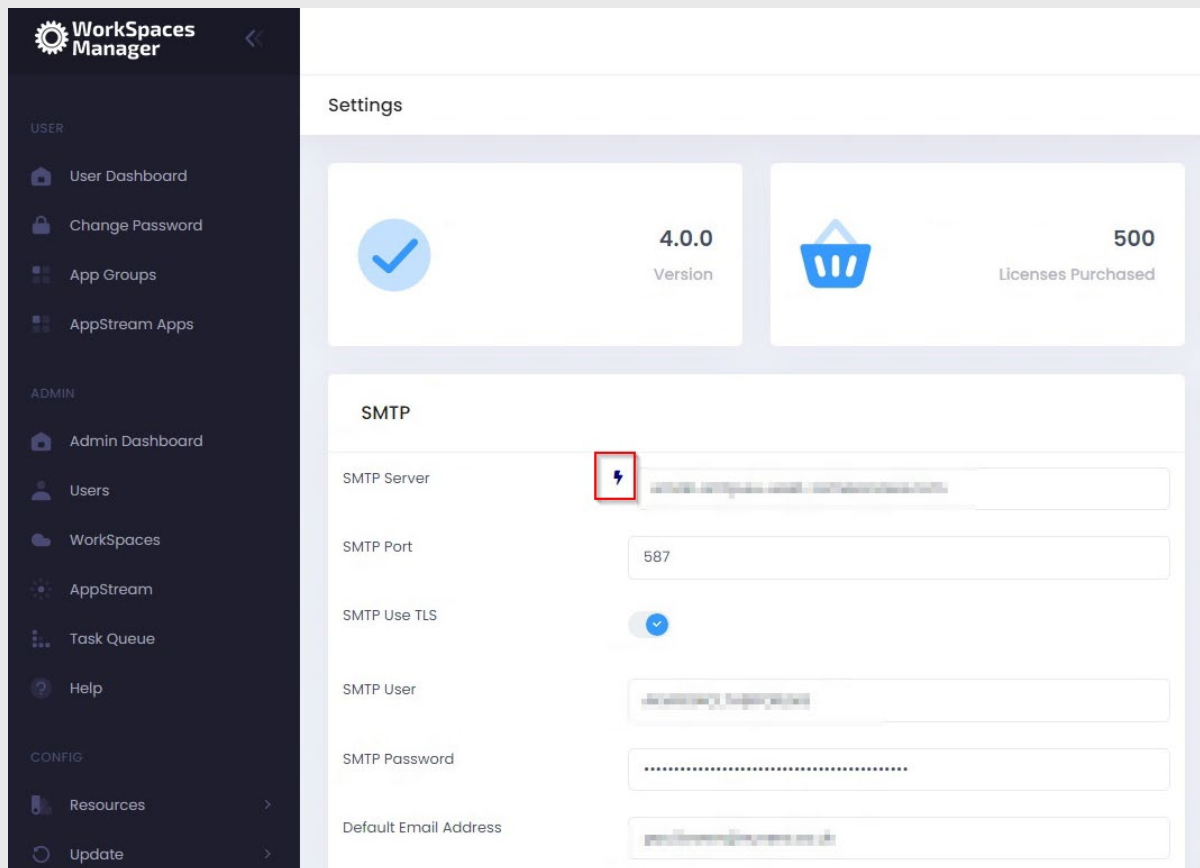 WorkSpaces
Manager
Settings
USER
User Dashboard
Change Password
App Groups
AppStream Apps
4.0.0
Version
500
Licenses Purchased
ADMIN
Admin Dashboard
Users
WorkSpaces
AppStream
Task Queue
Help
SMTP
SMTP Server
SMTP Port
587
SMTP Use TLS
SMTP User
SMTP Password
Default Email Address
CONFIG
Resources
Update